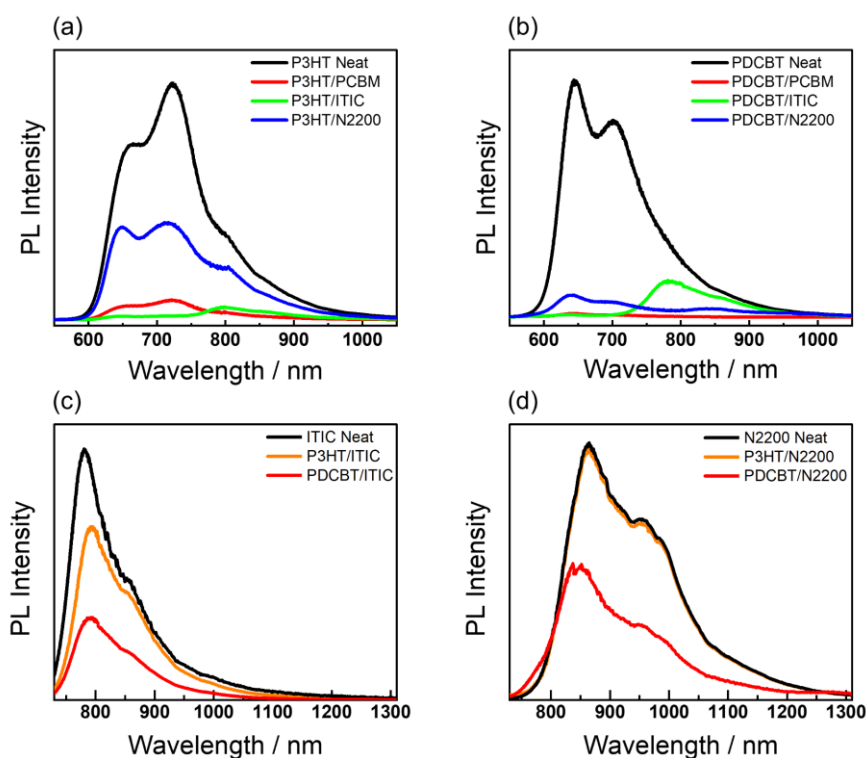 (a)
P3HT Neat
P3HT/PCBM
P3HT/ITIC
P3HT/N2200
PL Intensity
600 700 800 900 1000
Wavelength / nm
(b)
PDCBT Neat
PDCBT/PCBM
PDCBT/ITIC
PDCBT/N2200
PL Intensity
600 700 800 900 1000
Wavelength / nm
(c)
ITIC Neat
P3HT/ITIC
PDCBT/ITIC
PL Intensity
800 900 1000 1100 1200 1300
Wavelength / nm
(d)
N2200 Neat
P3HT/N2200
PDCBT/N2200
PL Intensity
800 900 1000 1100 1200 1300
Wavelength / nm